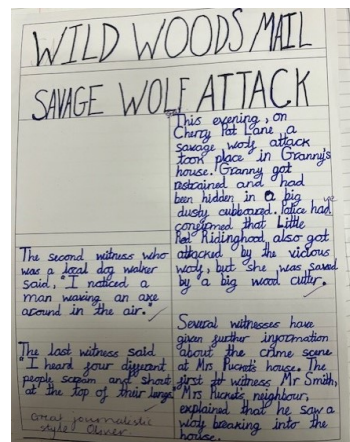 WILD WOODS MAIL
SAVAGE WOLF ATTACK
This evening, on
Cherry Pat Lane, a
savage wolf attack
took place in Granny's
house. Granny got
restrained and had
been hidden in a big
dusty cubboured. Police had
confirmed that Little
Red Ridinghood also got
attacked by the vicious
wolf, but she was saved
by a big wood cutter.
Several witnesses have
given further information
about the crime scene
at Mrs Puckets house. The
first witness Mr Smith,
Mrs Puckets neighbour,
explained that he saw a
wolf breaking into the
house.
The second witness who
was a local dog walker
said, "I noticed a
man waving an axe
around in the air."
The last witness said
"I heard four different
people scream and shout
at the top of their lungs."
Great journalistic
style Oliver